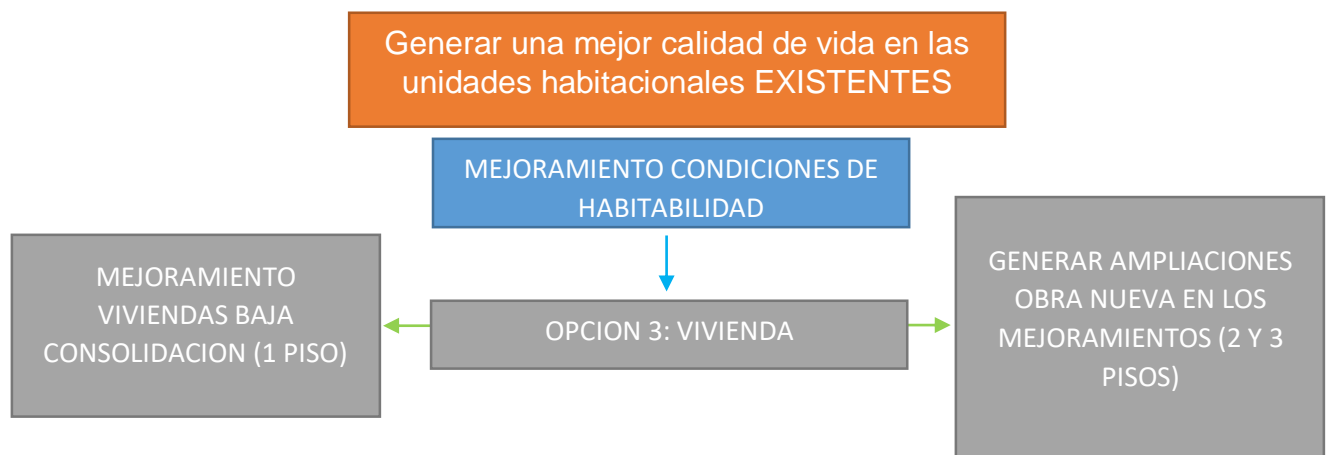 Generar una mejor calidad de vida en las
unidades habitacionales EXISTENTES
MEJORAMIENTO CONDICIONES DE
HABITABILIDAD
MEJORAMIENTO
VIVIENDAS BAJA
CONSOLIDACION (1 PISO)
OPCION 3: VIVIENDA
GENERAR AMPLIACIONES
OBRA NUEVA EN LOS
MEJORAMIENTOS (2 Y 3
PISOS)